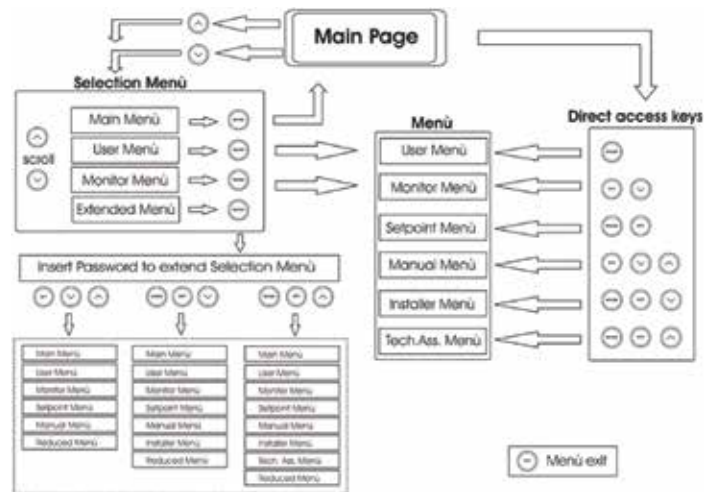 Main Page
Selection Menù
Main Menù
User Menù
Monitor Menù
Extended Menù
scroll
Menù
User Menù
Monitor Menù
Setpoint Menù
Manual Menù
Installer Menù
Tech.Ass. Menù
Direct access keys
Insert Password to extend Selection Menù
Main Menù
User Menù
Monitor Menù
Setpoint Menù
Manual Menù
Reduced Menù
Main Menù
User Menù
Monitor Menù
Setpoint Menù
Manual Menù
Installer Menù
Reduced Menù
Main Menù
User Menù
Monitor Menù
Setpoint Menù
Manual Menù
Installer Menù
Tech. Ass. Menù
Reduced Menù
Menù exit